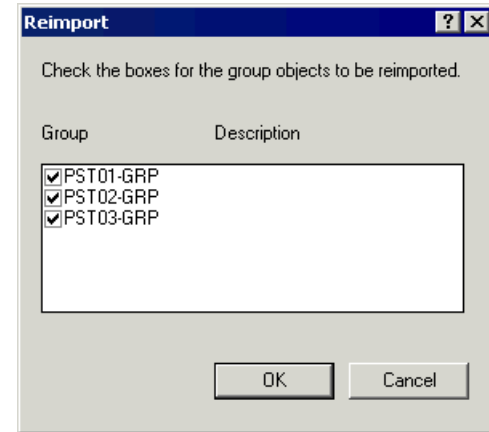 Reimport
Check the boxes for the group objects to be reimported.
Group Description
PST01-GRP
PST02-GRP
PST03-GRP
OK Cancel